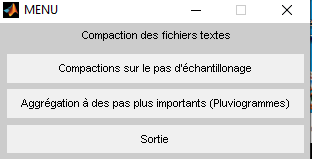 MENU
Compaction des fichiers textes
Compactions sur le pas d'échantillonage
Aggrégation à des pas plus importants (Pluviogrammes)
Sortie